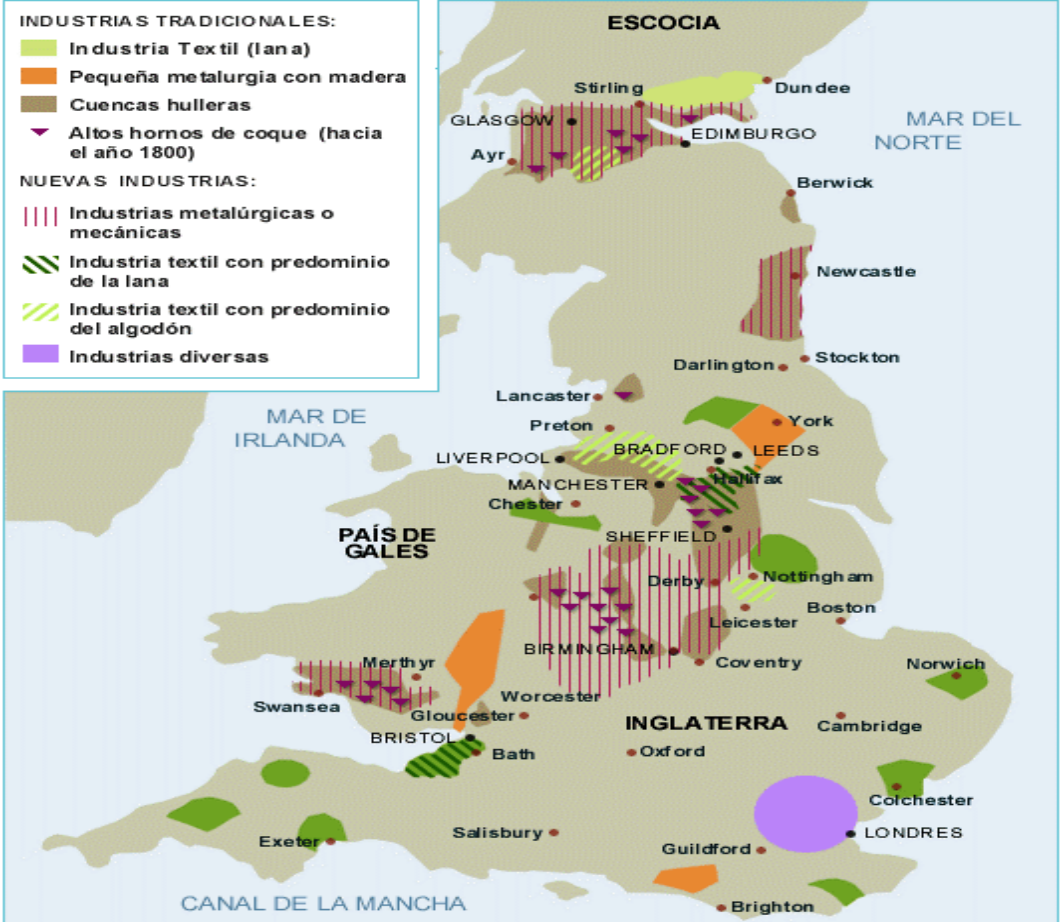 INDUSTRIAS TRADICIONALES:
Industria Textil (lana)
Pequeña metalurgia con madera
Cuencas hulleras
Altos hornos de coque (hacia
el año 1800)
NUEVAS INDUSTRIAS:
Industrias metalúrgicas o
mecánicas
Industria textil con predominio
de la lana
Industria textil con predominio
del algodón
Industrias diversas
ESCOCIA
Stirling
Dundee
GLASGOW
EDIMBURGO
MAR DEL
NORTE
Ayr
Berwick
Newcastle
Stockton
Darlington
Lancaster
MAR DE
IRLANDA
Preton
York
BRADFORD
LEEDS
LIVERPOOL
Hallifax
MANCHESTER
Chester
PAÍS DE
GALES
SHEFFIELD
Derby
Nottingham
Boston
Leicester
BIRMINGHAM
Coventry
Merthyr
Norwich
Worcester
Swansea
Gloucester
INGLATERRA
Cambridge
BRISTOL
Bath
Oxford
Colchester
Exeter
Salisbury
LONDRES
Guildford
CANAL DE LA MANCHA
Brighton